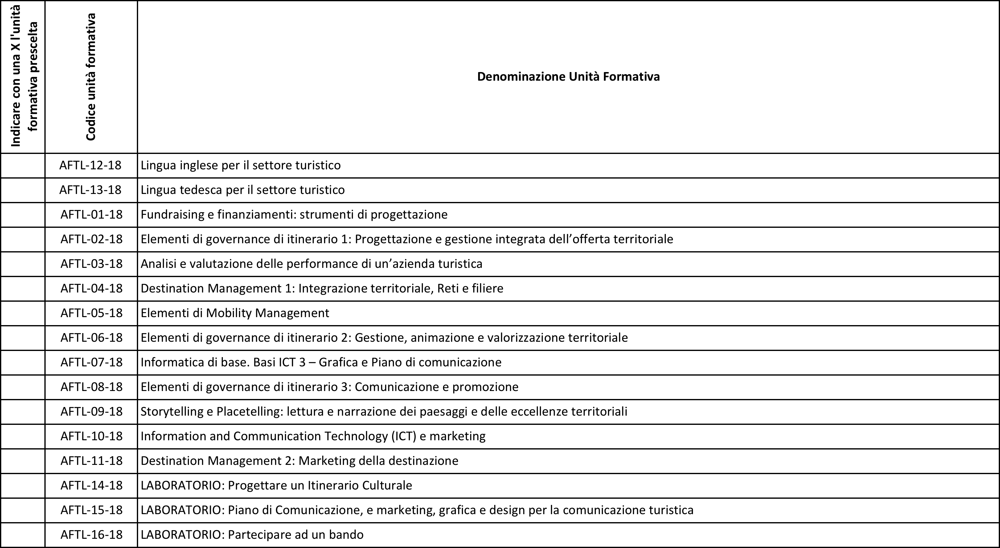 Indicare con una X l'unità
formativa prescelta
Codice unità formativa
Denominazione Unità Formativa
AFTL-12-18 Lingua inglese per il settore turistico
AFTL-13-18 Lingua tedesca per il settore turistico
AFTL-01-18 Fundraising e finanziamenti: strumenti di progettazione
AFTL-02-18 Elementi di governance di itinerario 1: Progettazione e gestione integrata dell’offerta territoriale
AFTL-03-18 Analisi e valutazione delle performance di un’azienda turistica
AFTL-04-18 Destination Management 1: Integrazione territoriale, Reti e filiere
AFTL-05-18 Elementi di Mobility Management
AFTL-06-18 Elementi di governance di itinerario 2: Gestione, animazione e valorizzazione territoriale
AFTL-07-18 Informatica di base. Basi ICT 3 – Grafica e Piano di comunicazione
AFTL-08-18 Elementi di governance di itinerario 3: Comunicazione e promozione
AFTL-09-18 Storytelling e Placetelling: lettura e narrazione dei paesaggi e delle eccellenze territoriali
AFTL-10-18 Information and Communication Technology (ICT) e marketing
AFTL-11-18 Destination Management 2: Marketing della destinazione
AFTL-14-18 LABORATORIO: Progettare un Itinerario Culturale
AFTL-15-18 LABORATORIO: Piano di Comunicazione, e marketing, grafica e design per la comunicazione turistica
AFTL-16-18 LABORATORIO: Partecipare ad un bando